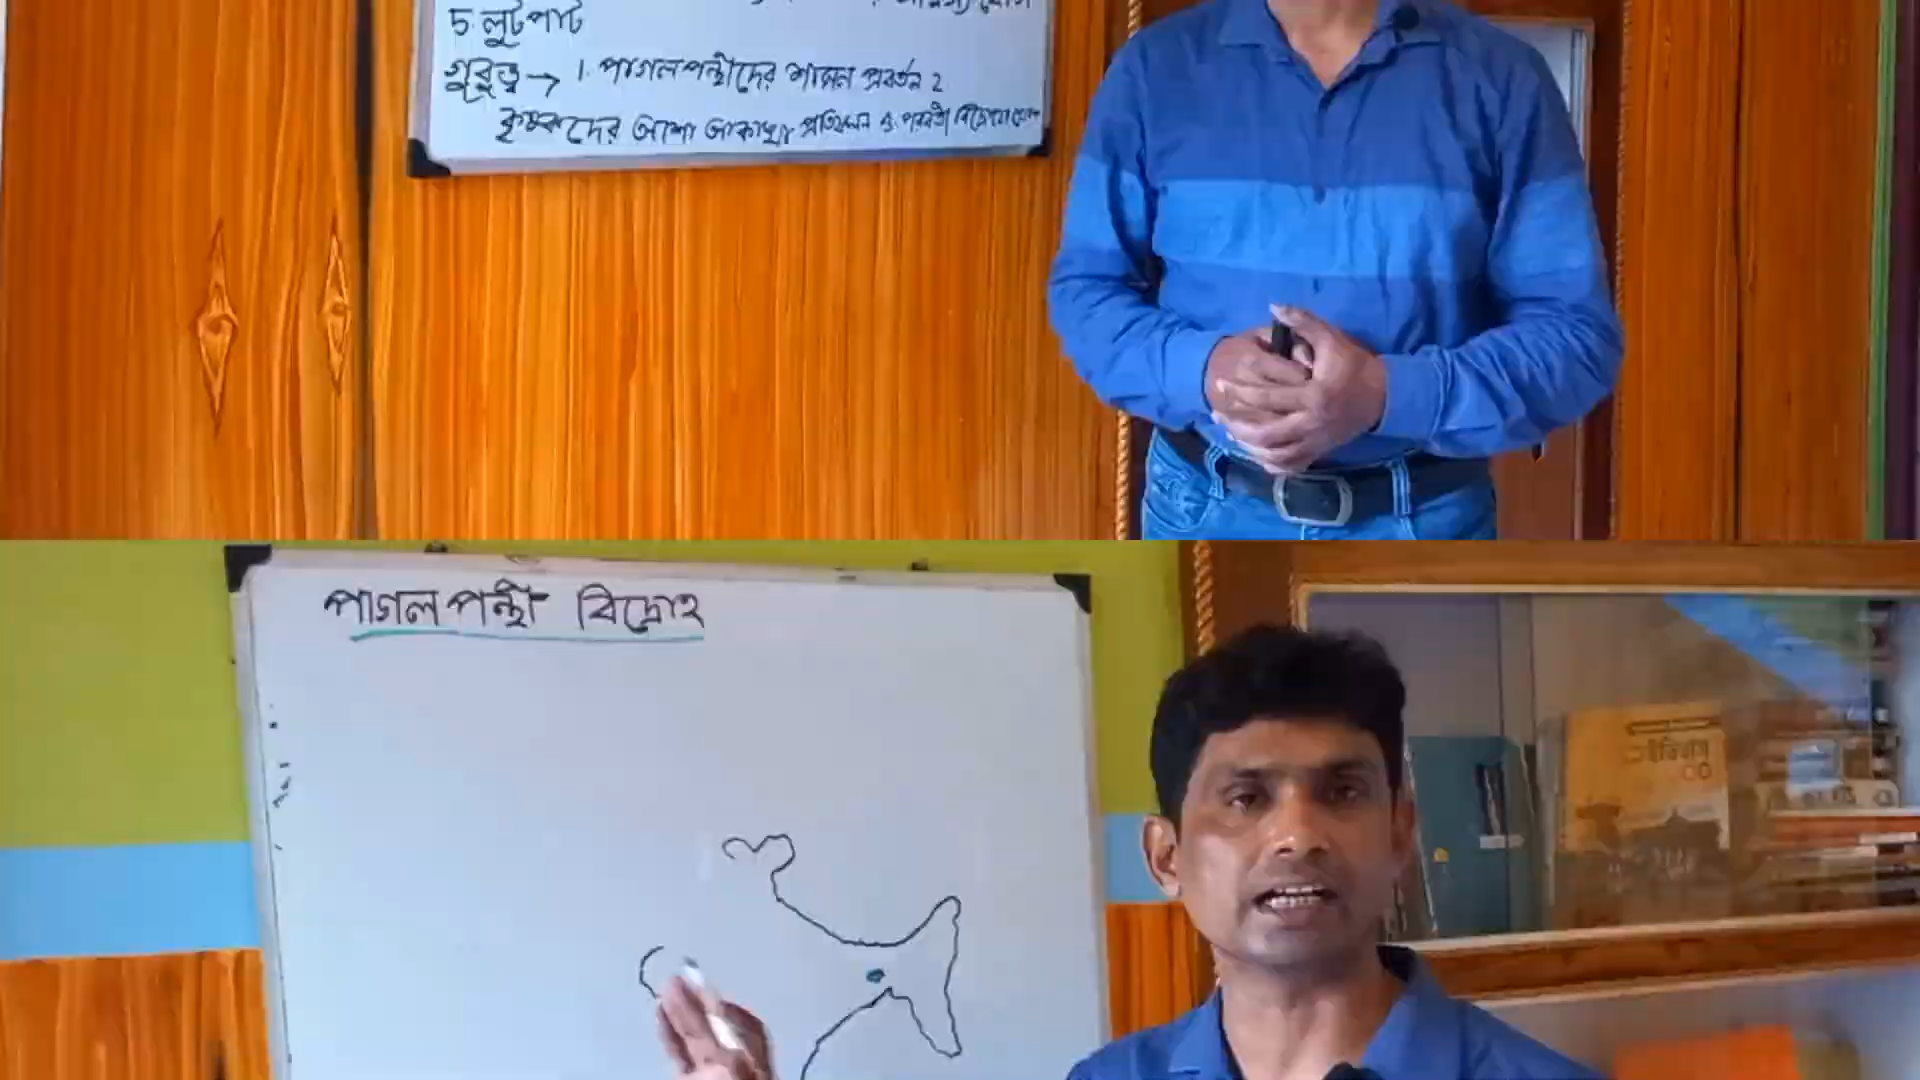 ৫. লুটপাট
গুরুত্ব → ১. পাগলপন্থীদের শাসন প্রবর্তন ২
কৃষকদের আশা আকাঙ্খা প্রতিফলন ৩. পরবর্তী
পাগলপন্থী বিদ্রোহ